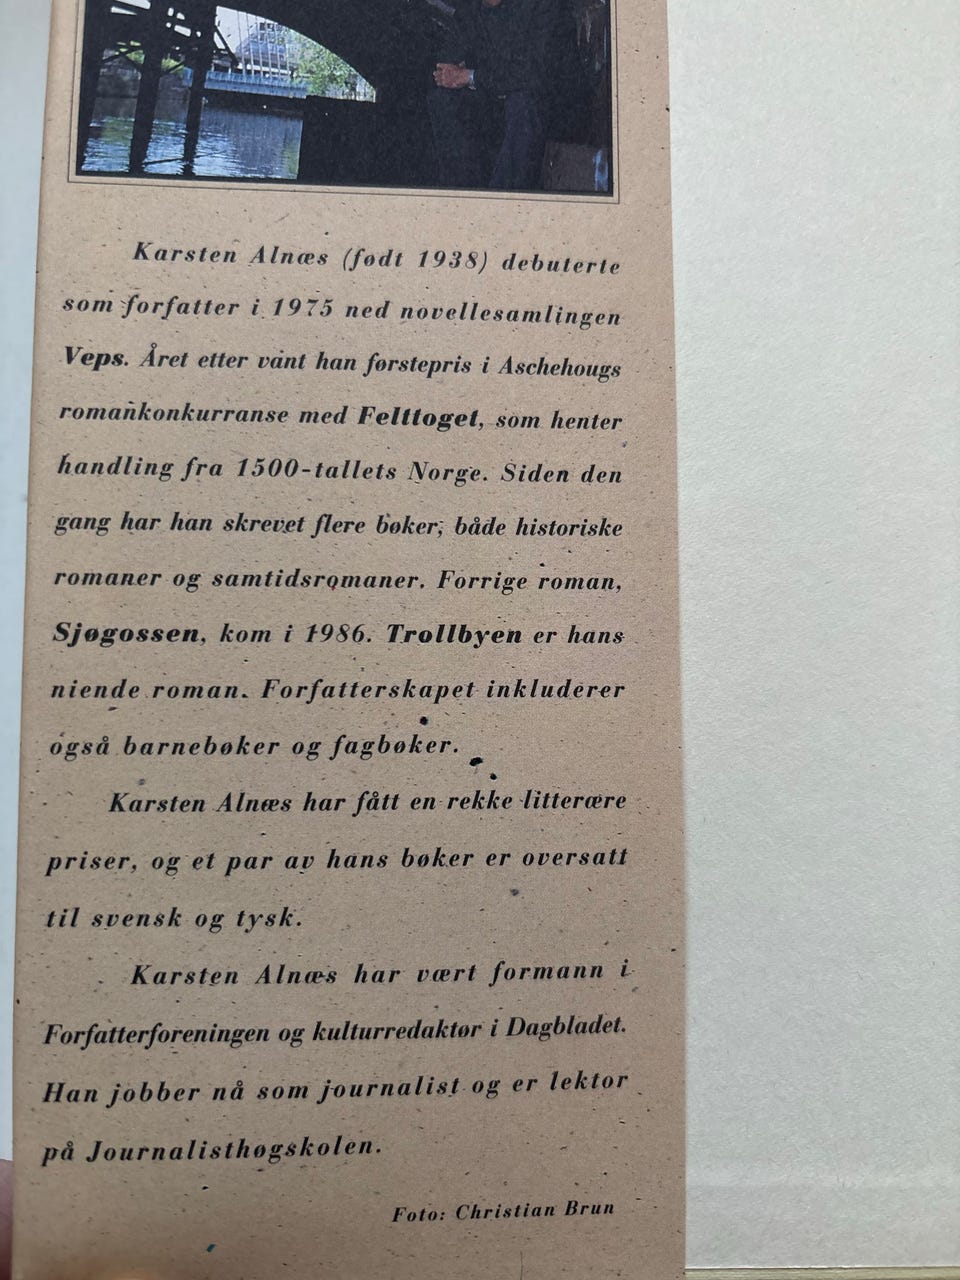 Karsten Alnæs (født 1938) debuterte
som forfatter i 1975 ned novellesamlingen
Veps. Året etter vant han førstepris i Aschehougs
romankonkurranse med Felttoget, som henter
handling fra 1500-tallets Norge. Siden den
gang har han skrevet flere bøker, både historiske
romaner og samtidsromaner. Forrige roman,
Sjøgossen, kom i 1986. Trollbyen er hans
niende roman. Forfatterskapet inkluderer
også barnebøker og fagbøker.
Karsten Alnæs har fått en rekke litterære
priser, og et par av hans bøker er oversatt
til svensk og tysk.
Karsten Alnæs har vært formann i
Forfatterforeningen og kulturredaktør i Dagbladet.
Han jobber nå som journalist og er lektor
på Journalisthøgskolen.
Foto: Christian Brun